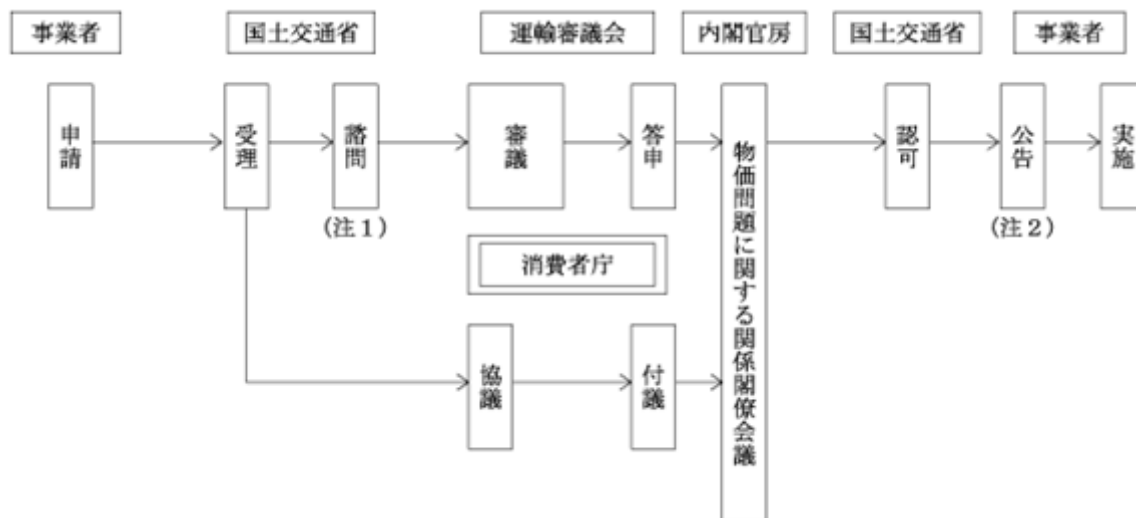 事業者
国土交通省
運輸審議会
内閣官房
国土交通省
事業者
申請
受理
諮問
(注1)
審議
答申
物価問題に関する関係閣僚会議
認可
公告
(注2)
実施
消費者庁
協議
付議